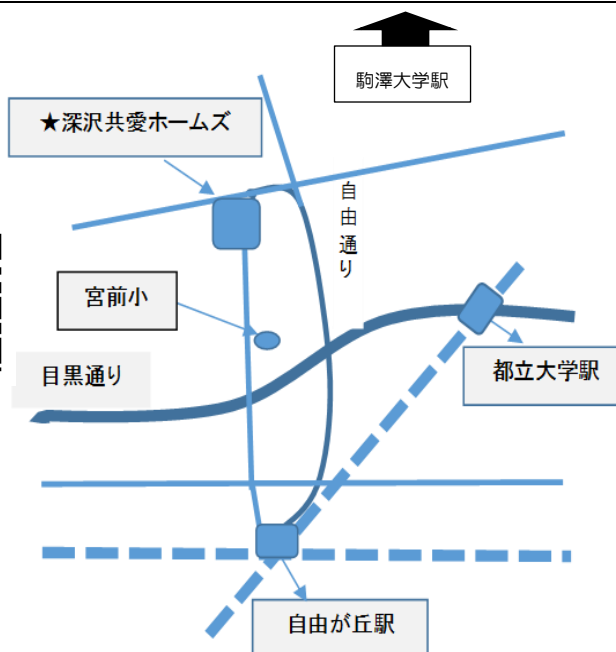 駒澤大学駅
★深沢共愛ホームズ
自由通り
宮前小
目黒通り
都立大学駅
自由が丘駅